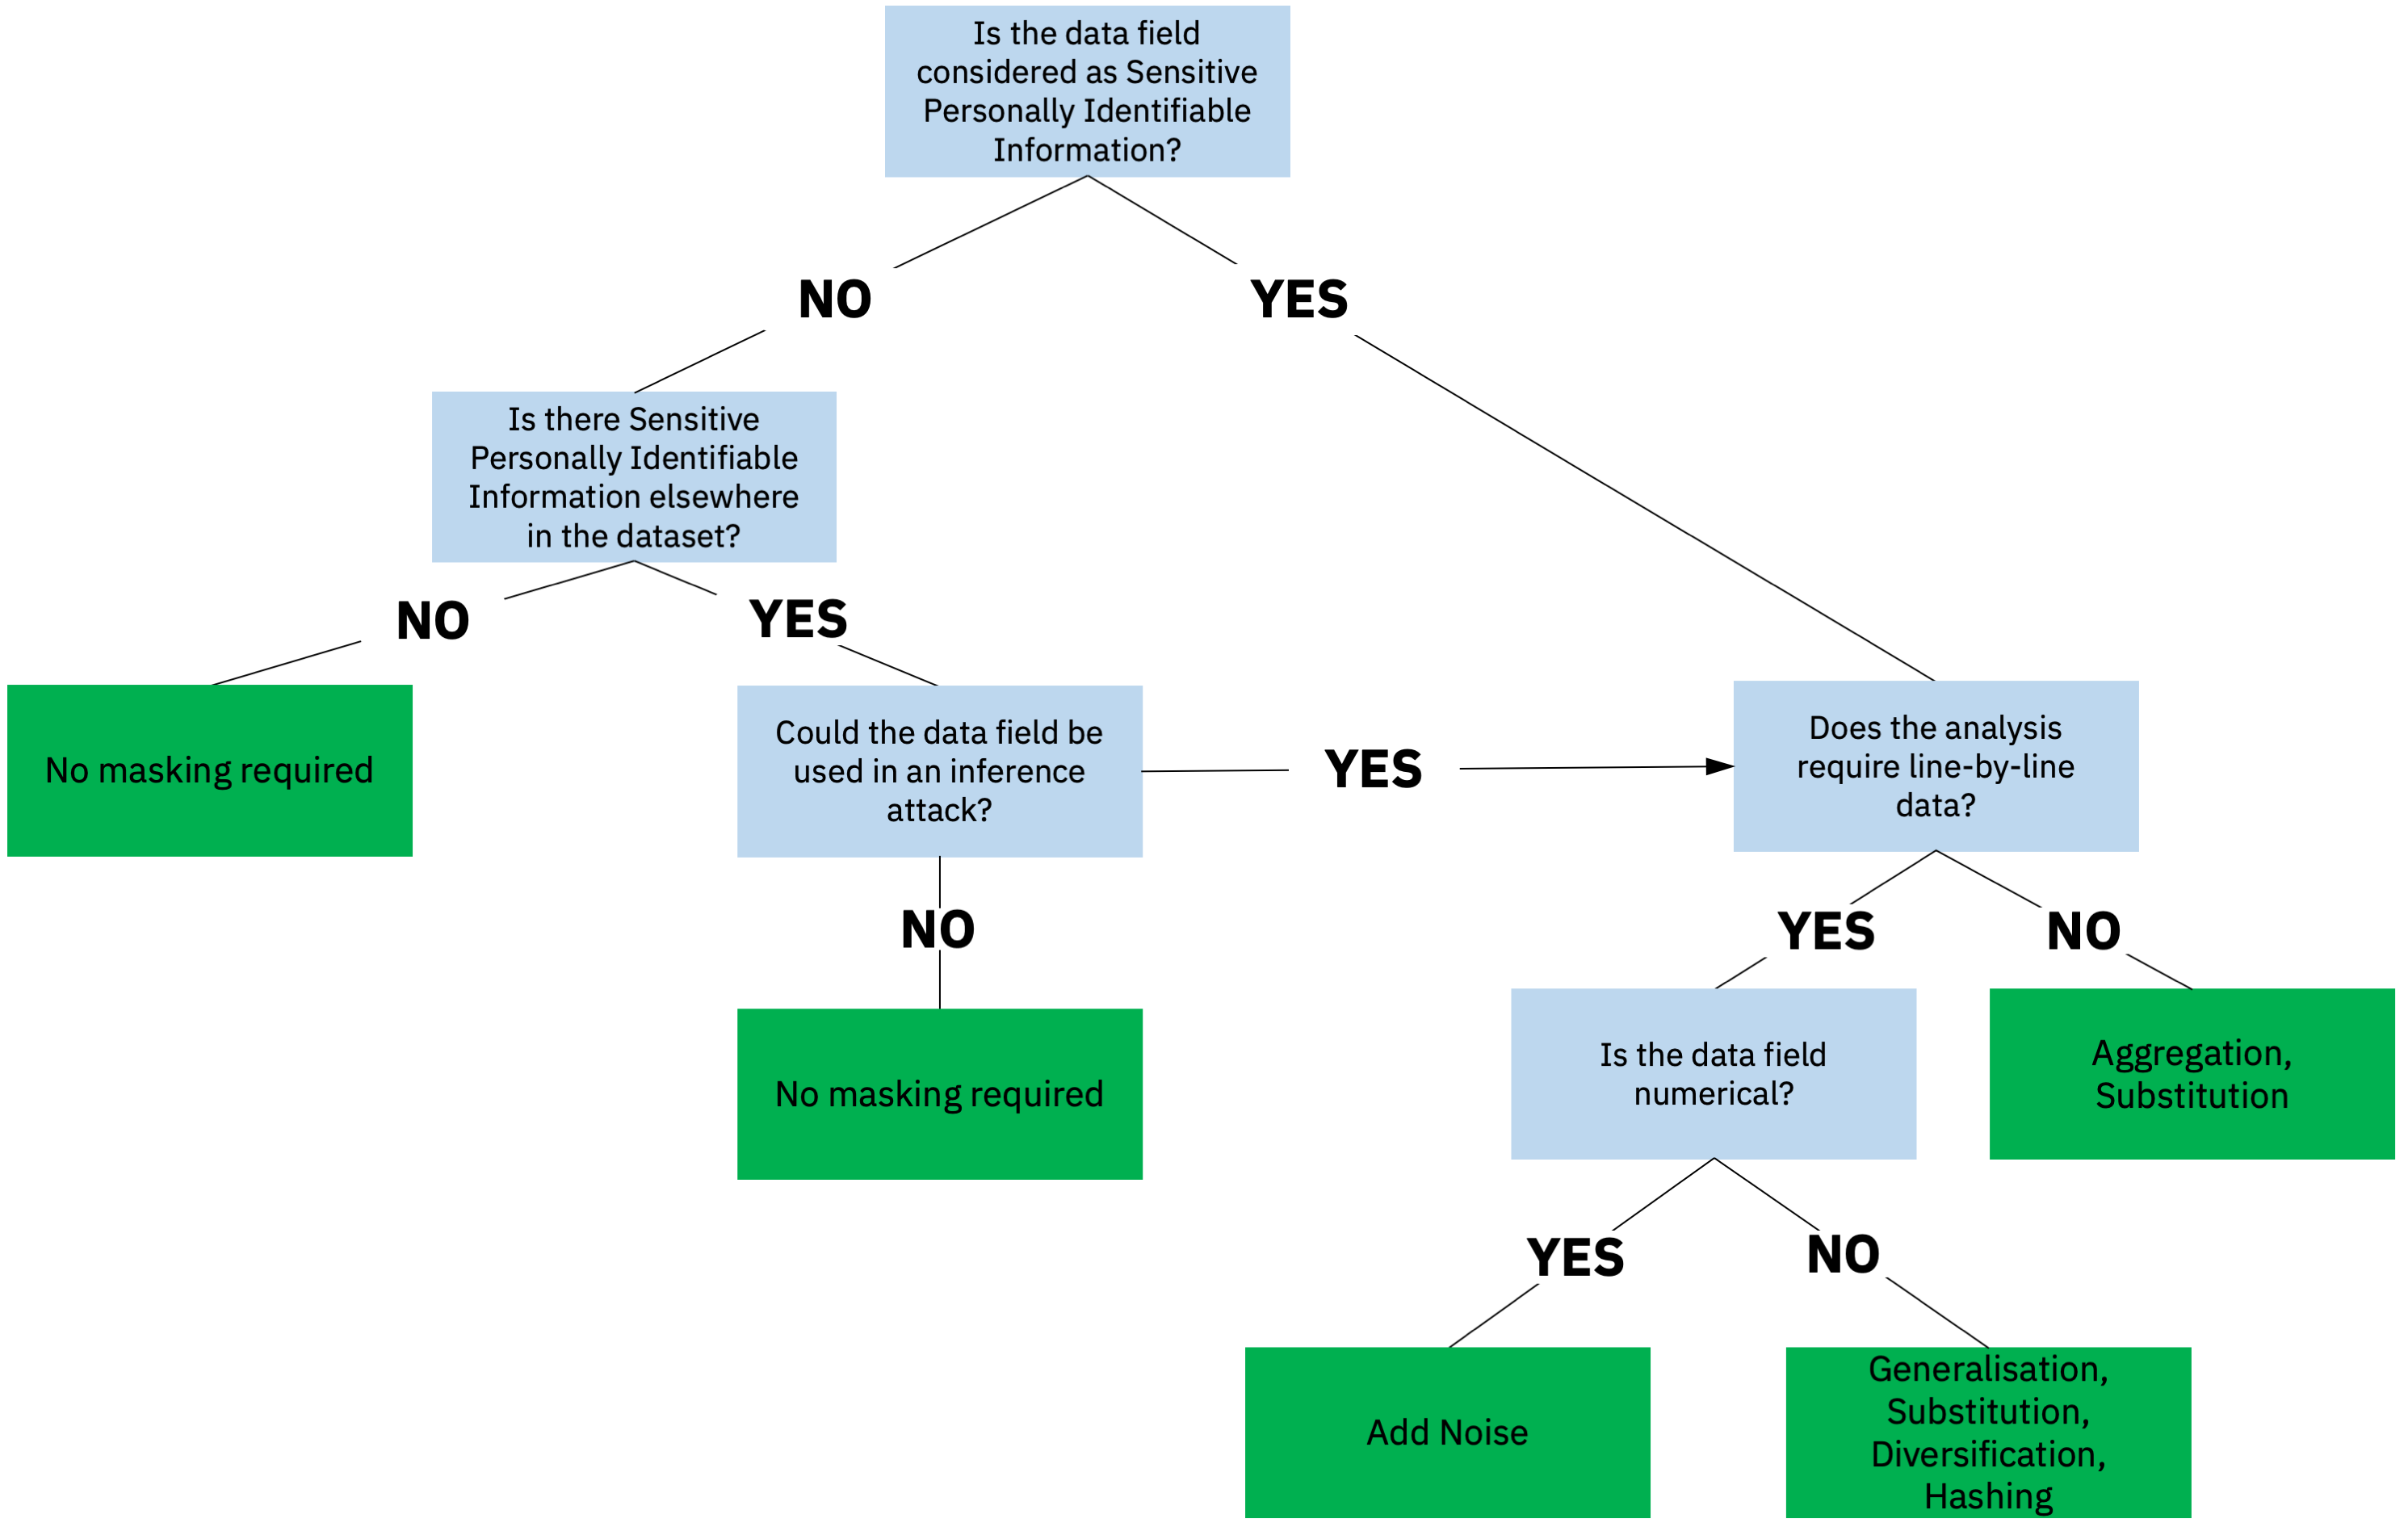 Is the data field
considered as Sensitive
Personally Identifiable
Information?
NO
YES
Is there Sensitive
Personally Identifiable
Information elsewhere
in the dataset?
NO
YES
No masking required
Could the data field be
used in an inference
attack?
YES
Does the analysis
require line-by-line
data?
NO
YES
NO
No masking required
Is the data field
numerical?
Aggregation,
Substitution
YES
NO
Add Noise
Generalisation,
Substitution,
Diversification,
Hashing